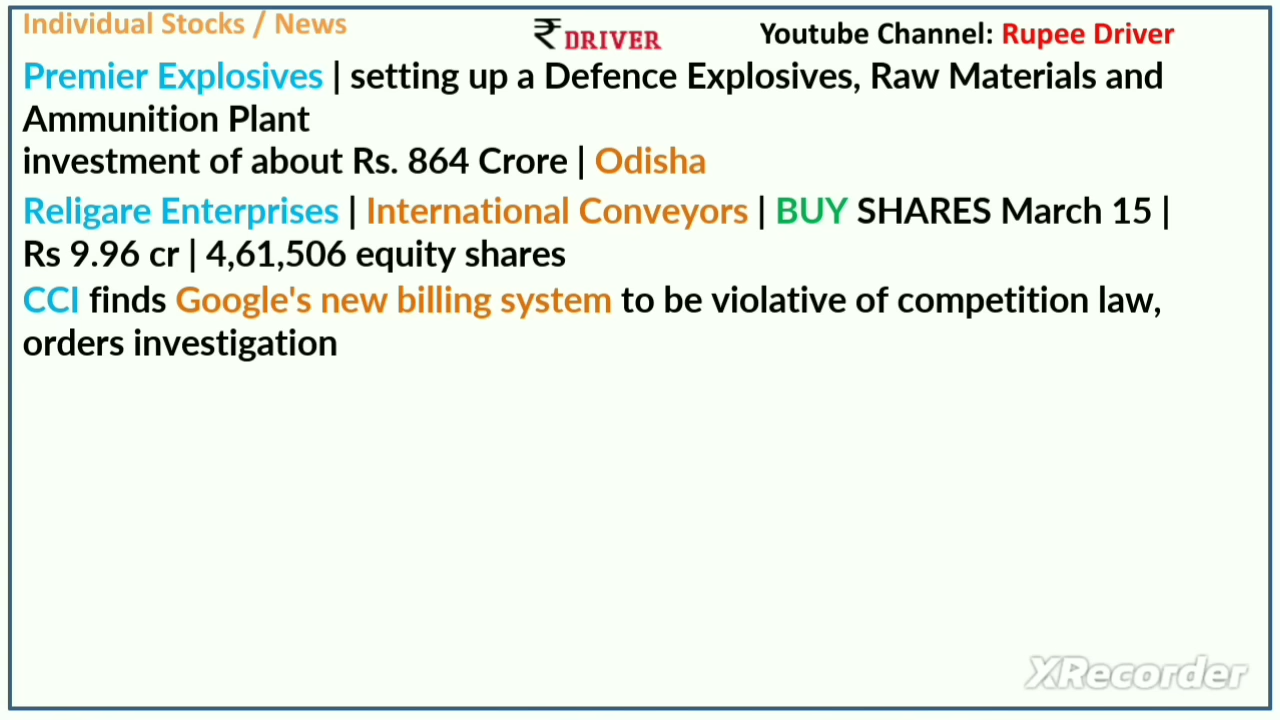 Individual Stocks / News
₹ DRIVER
Youtube Channel: Rupee Driver
Premier Explosives | setting up a Defence Explosives, Raw Materials and
Ammunition Plant
investment of about Rs. 864 Crore | Odisha
Religare Enterprises | International Conveyors | BUY SHARES March 15 |
Rs 9.96 cr | 4,61,506 equity shares
CCI finds Google's new billing system to be violative of competition law,
orders investigation
XRecorder